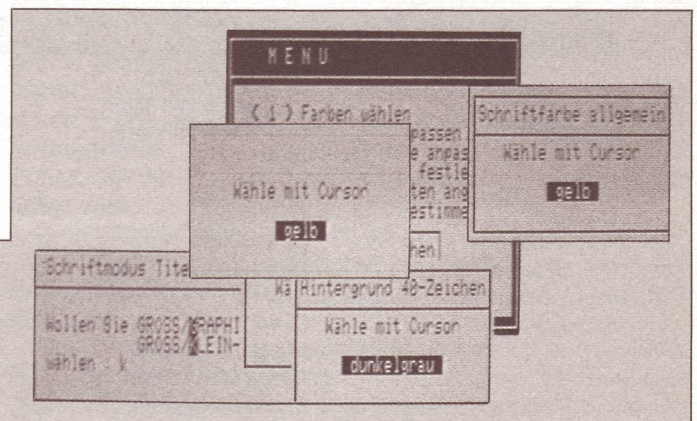 MENU
( 1 ) Farben wählen
passen
e anpas
festle
ten ang
estimme
hen
Schriftfarbe allgemein
Wähle mit Cursor
gelb
Wähle mit Cursor
gelb
Schriftmodus Tite
Wollen Sie GROSS/GRAPHI
GROSS/KLEIN-
wählen : k
Wä
Hintergrund 40-Zeichen
Wähle mit Cursor
dunkelgrau